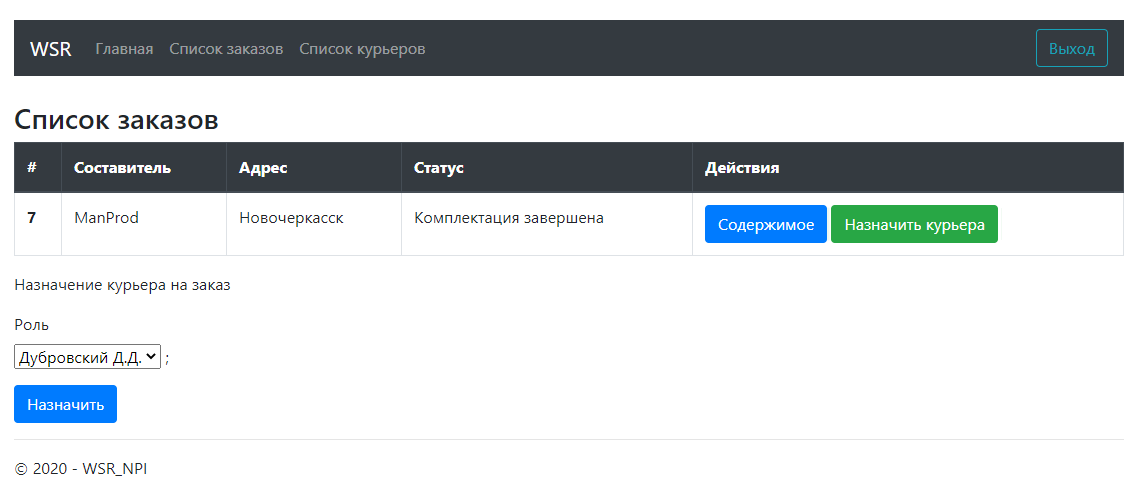 WSR Главная Список заказов Список курьеров Выход
Список заказов
# Составитель Адрес Статус Действия
7 ManProd Новочеркасск Комплектация завершена Содержимое Назначить курьера
Назначение курьера на заказ
Роль
Дубровский Д.Д. ;
Назначить
© 2020 - WSR_NPI